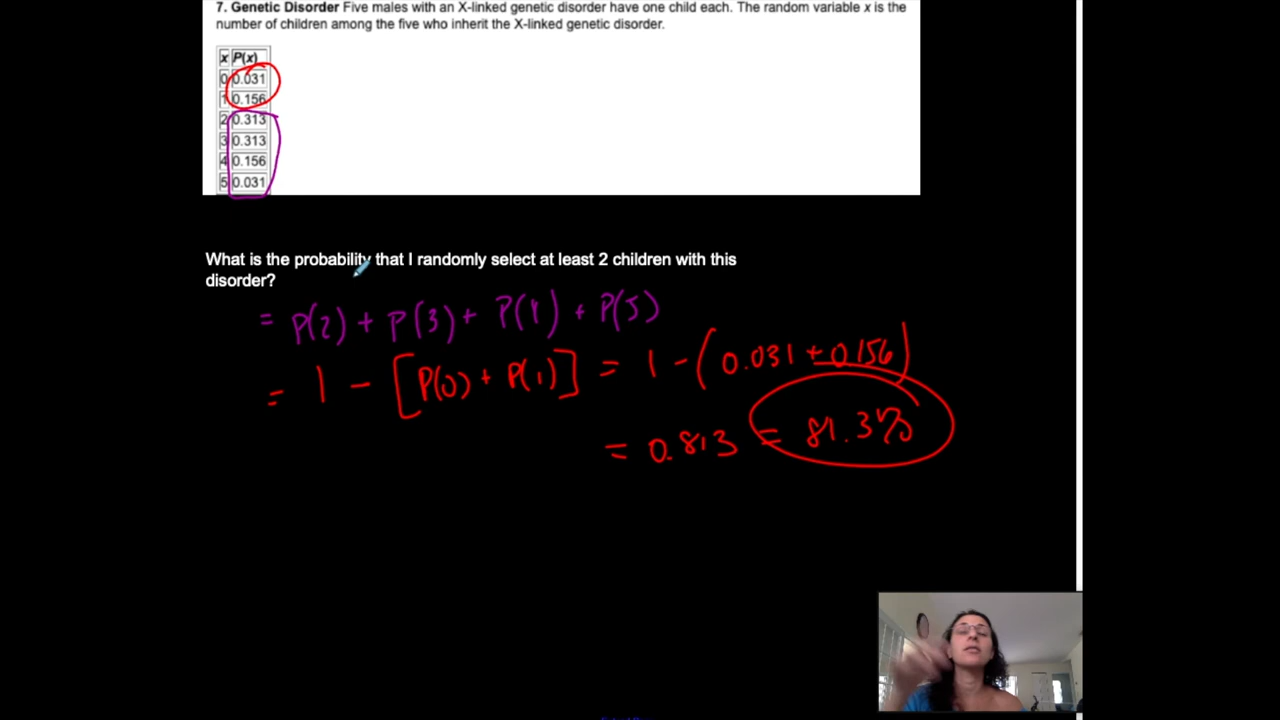 7. Genetic Disorder Five males with an X-linked genetic disorder have one child each. The random variable x is the
number of children among the five who inherit the X-linked genetic disorder.
x P(x)
0 0.031
1 0.156
2 0.313
3 0.313
4 0.156
5 0.031
What is the probability that I randomly select at least 2 children with this
disorder?
= P(2) + P(3) + P(4) + P(5)
= 1 - [P(0) + P(1)] = 1 - (0.031 + 0.156)
= 0.813 = 81.3%